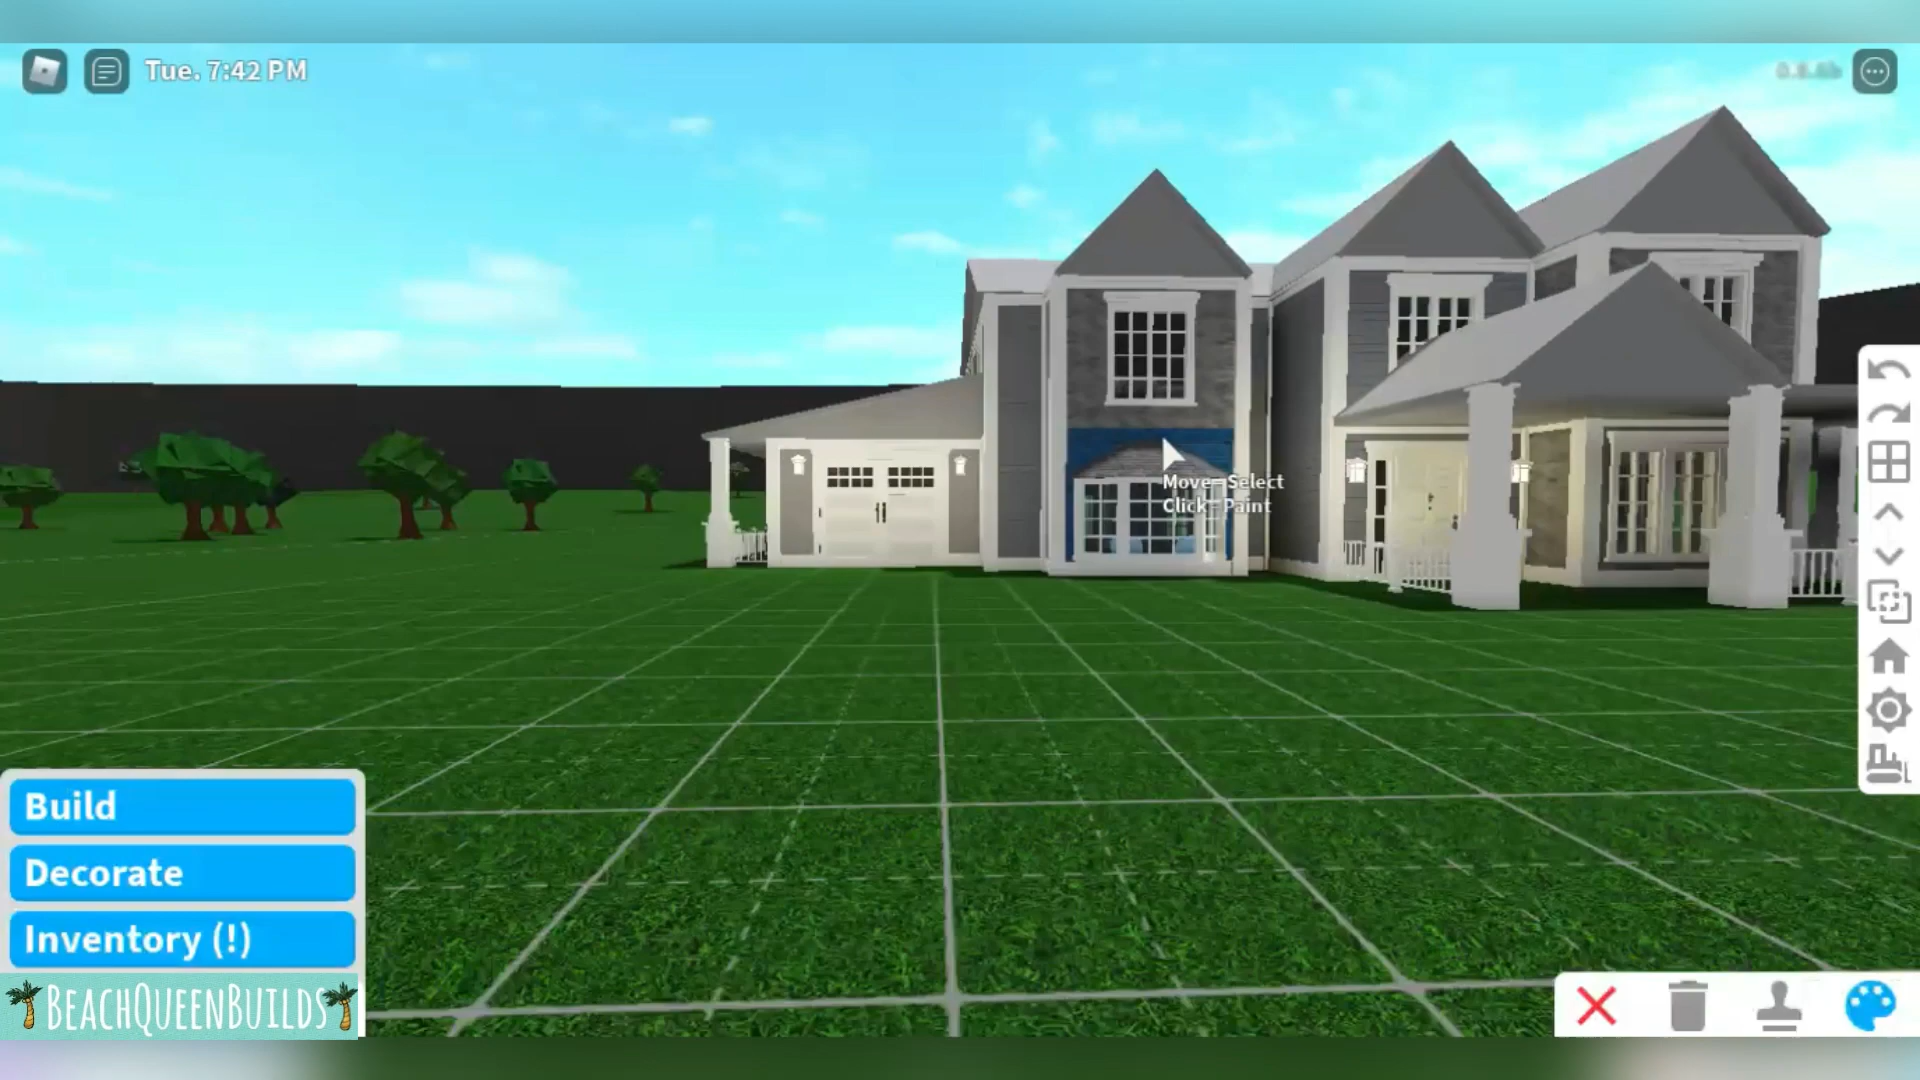 Tue. 7:42 PM
Move - Select
Click - Paint
Build
Decorate
Inventory (!)
BEACHQUEENBUILDS